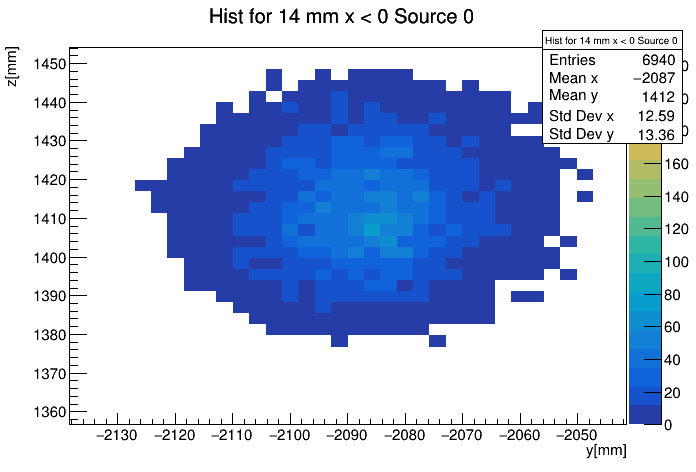 Hist for 14 mm x < 0 Source 0
z[mm]
Hist for 14 mm x < 0 Source 0
Entries 6940
Mean x −2087
Mean y 1412
Std Dev x 12.59
Std Dev y 13.36
1450
1440
1430
1420
1410
1400
1390
1380
1370
1360
160
140
120
100
80
60
40
20
0
−2130 −2120 −2110 −2100 −2090 −2080 −2070 −2060 −2050
y[mm]